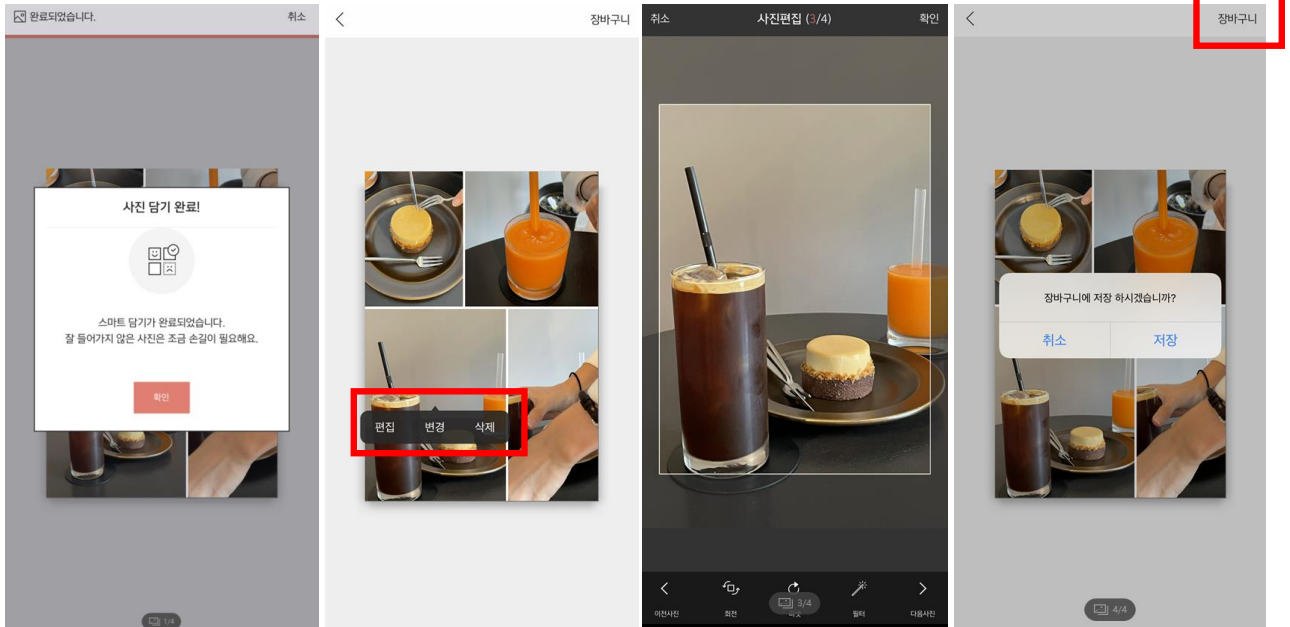 완료되었습니다.
취소
사진 담기 완료!
스마트 담기가 완료되었습니다.
잘 들어가지 않은 사진은 조금 손길이 필요해요.
확인
1/4
장바구니
편집 변경 삭제
취소
사진편집 (3/4)
확인
이전사진
회전
3/4
필터
다음사진
장바구니
장바구니에 저장 하시겠습니까?
취소 저장
4/4